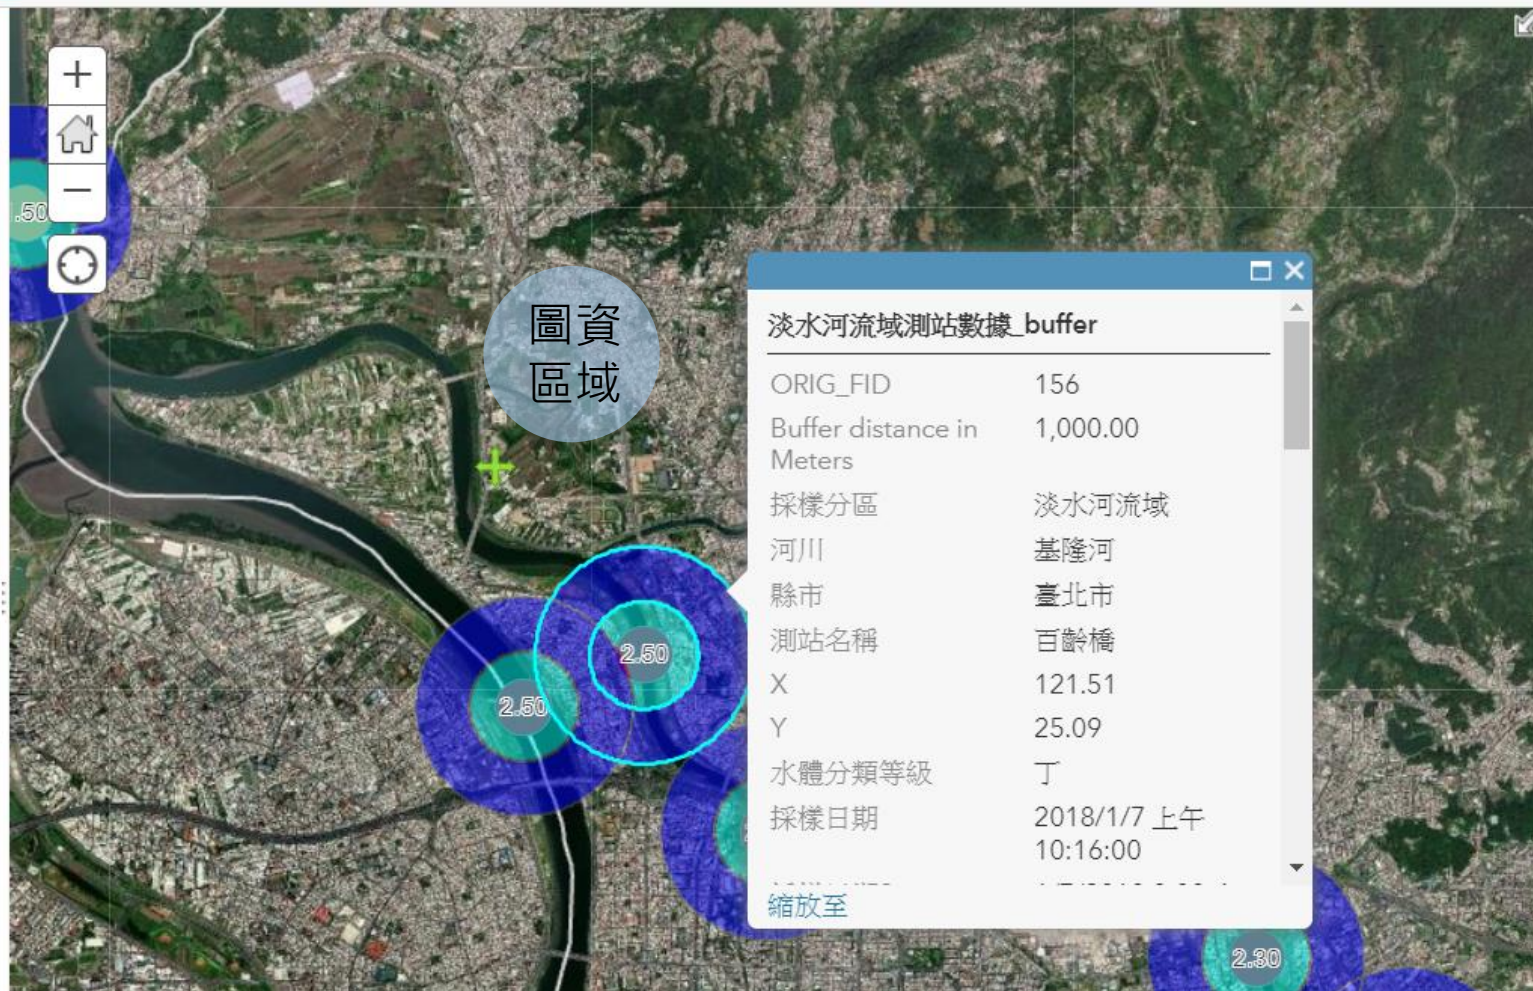 .50
圖資
區域
淡水河流域測站數據_buffer
ORIG_FID 156
Buffer distance in 1,000.00
Meters
採樣分區 淡水河流域
河川 基隆河
縣市 臺北市
測站名稱 百齡橋
X 121.51
Y 25.09
水體分類等級 丁
採樣日期 2018/1/7 上午
10:16:00
縮放至
2.50
2.50
2.30